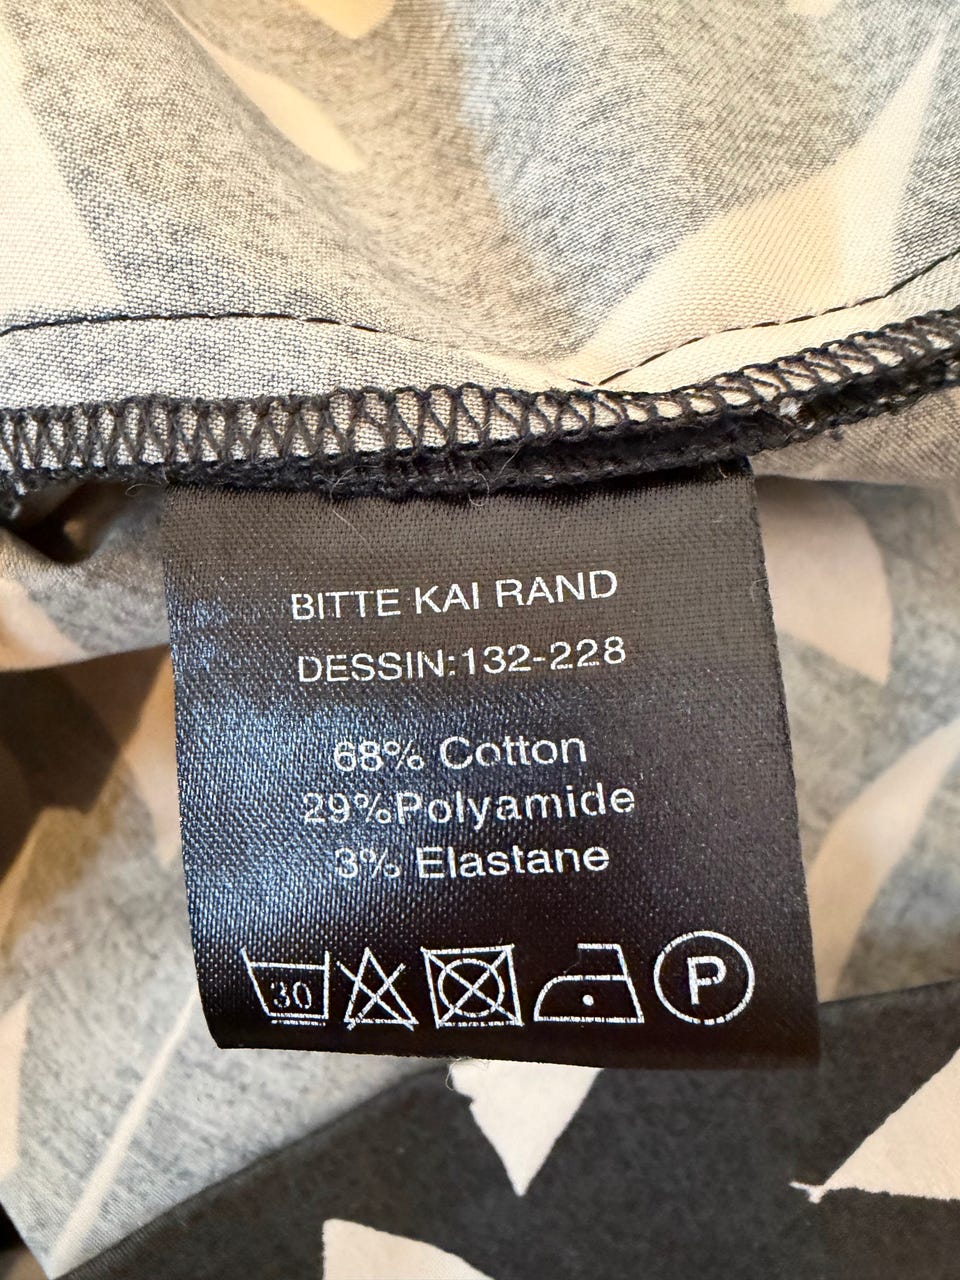 BITTE KAI RAND
DESSIN:132-228
68% Cotton
29%Polyamide
3% Elastane
30 P